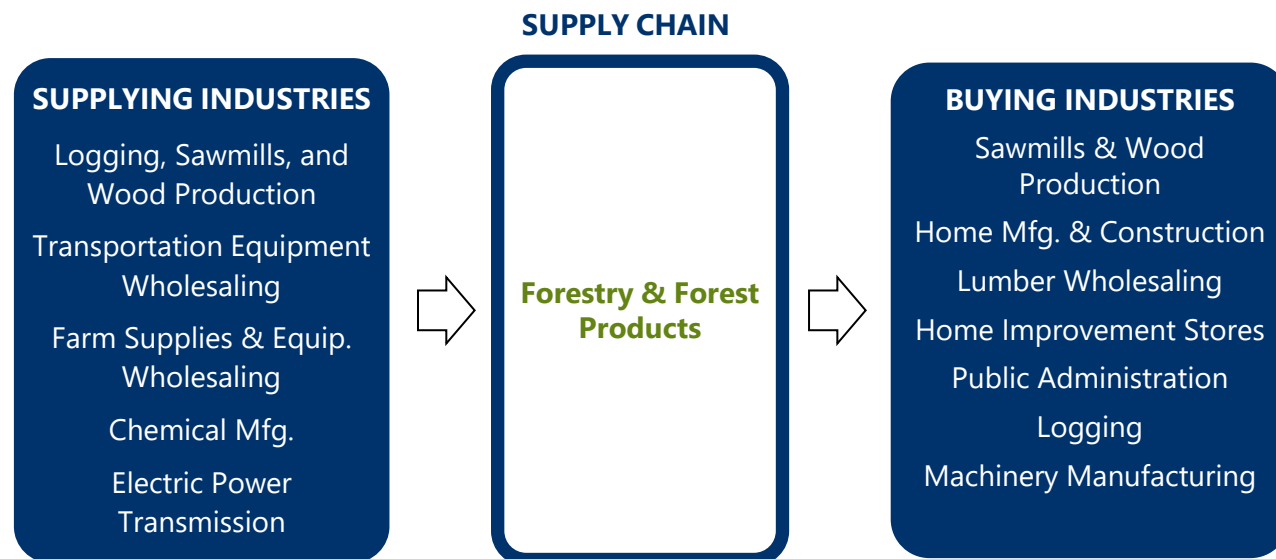 SUPPLY CHAIN
SUPPLYING INDUSTRIES
Logging, Sawmills, and
Wood Production
Transportation Equipment
Wholesaling
Farm Supplies & Equip.
Wholesaling
Chemical Mfg.
Electric Power
Transmission
Forestry & Forest
Products
BUYING INDUSTRIES
Sawmills & Wood
Production
Home Mfg. & Construction
Lumber Wholesaling
Home Improvement Stores
Public Administration
Logging
Machinery Manufacturing